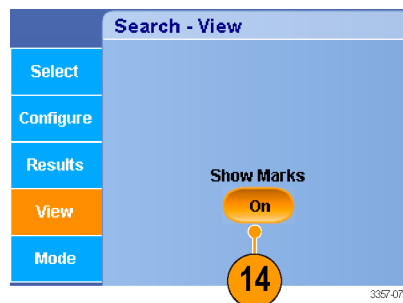 Search - View
Select
Configure
Results
View
Mode
Show Marks
On
14
3357-07